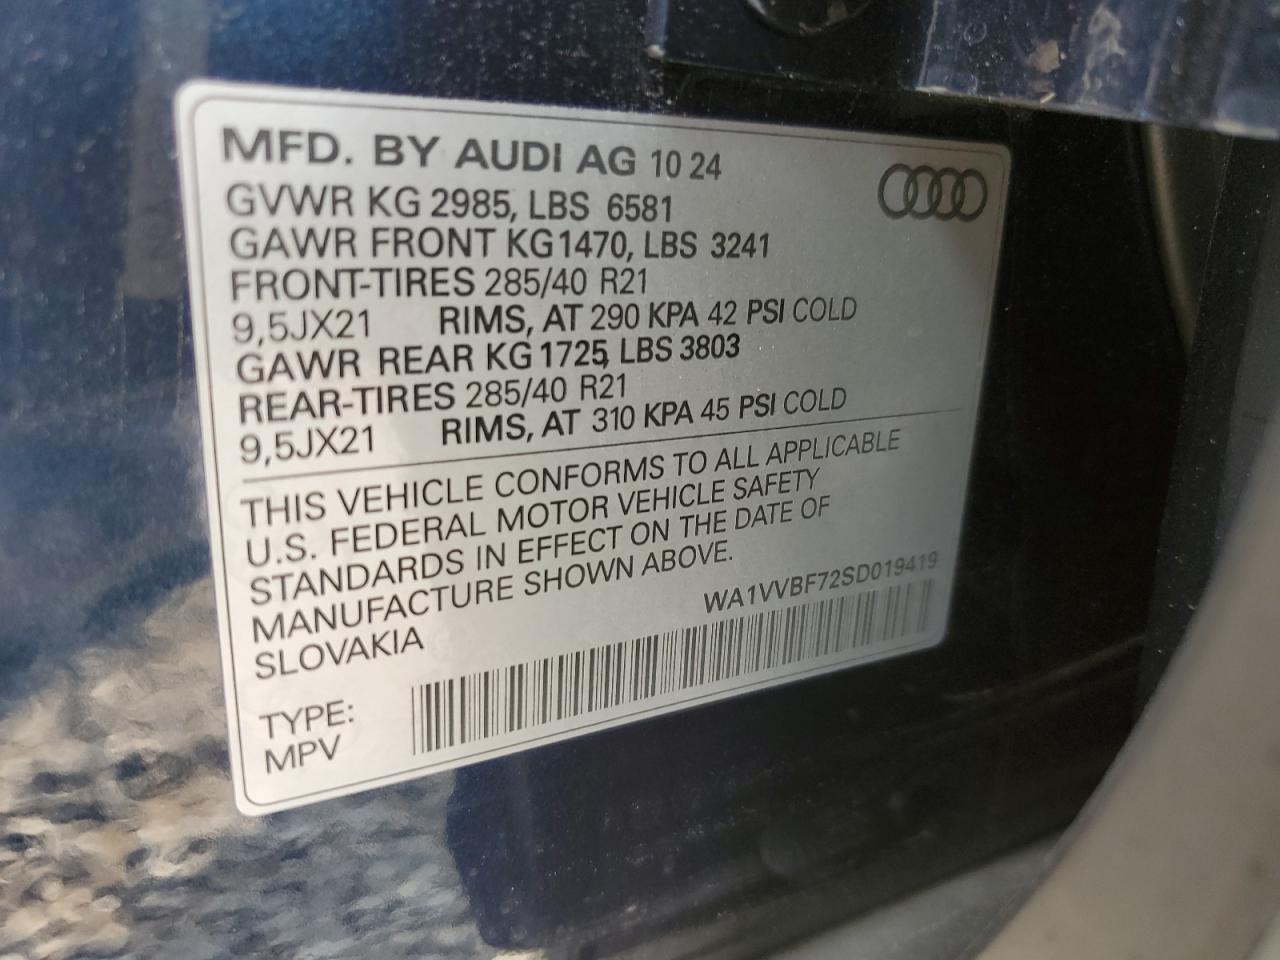 MFD. BY AUDI AG 10 24
GVWR KG 2985, LBS 6581
GAWR FRONT KG1470, LBS 3241
FRONT-TIRES 285/40 R21
9,5JX21 RIMS, AT 290 KPA 42 PSI COLD
GAWR REAR KG 1725, LBS 3803
REAR-TIRES 285/40 R21
9,5JX21 RIMS, AT 310 KPA 45 PSI COLD
THIS VEHICLE CONFORMS TO ALL APPLICABLE
U.S. FEDERAL MOTOR VEHICLE SAFETY
STANDARDS IN EFFECT ON THE DATE OF
MANUFACTURE SHOWN ABOVE.
SLOVAKIA
WA1VVBF72SD019419
TYPE:
MPV